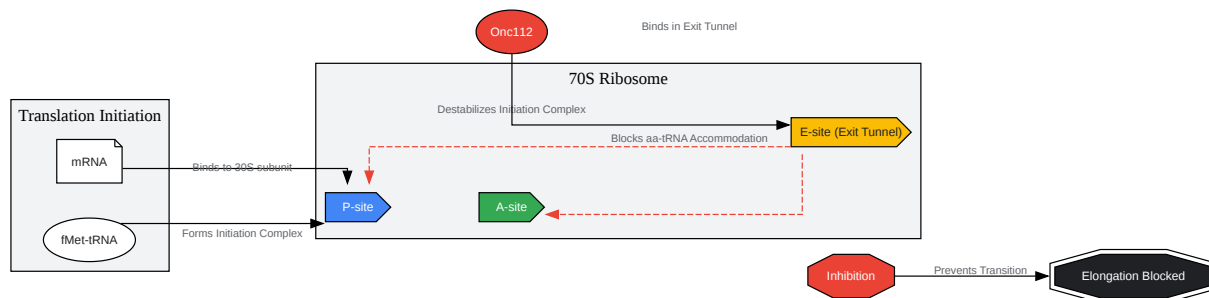 Onc112
Binds in Exit Tunnel
70S Ribosome
Translation Initiation
Destabilizes Initiation Complex
E-site (Exit Tunnel)
Blocks aa-tRNA Accommodation
mRNA
Binds to 30S subunit
P-site
A-site
fMet-tRNA
Forms Initiation Complex
Inhibition
Prevents Transition
Elongation Blocked